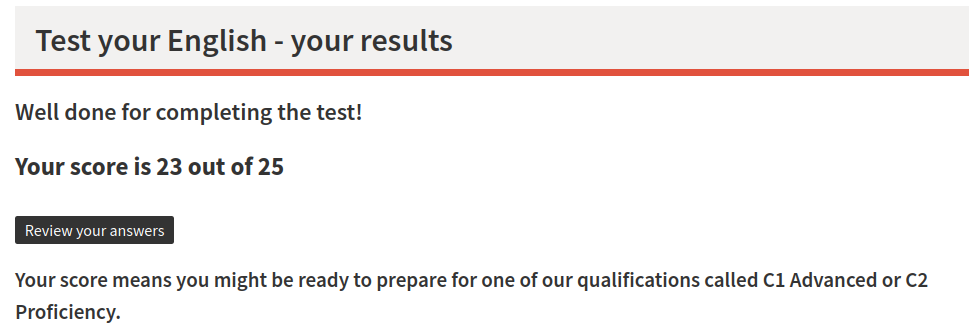 Test your English - your results
Well done for completing the test!
Your score is 23 out of 25
Review your answers
Your score means you might be ready to prepare for one of our qualifications called C1 Advanced or C2
Proficiency.